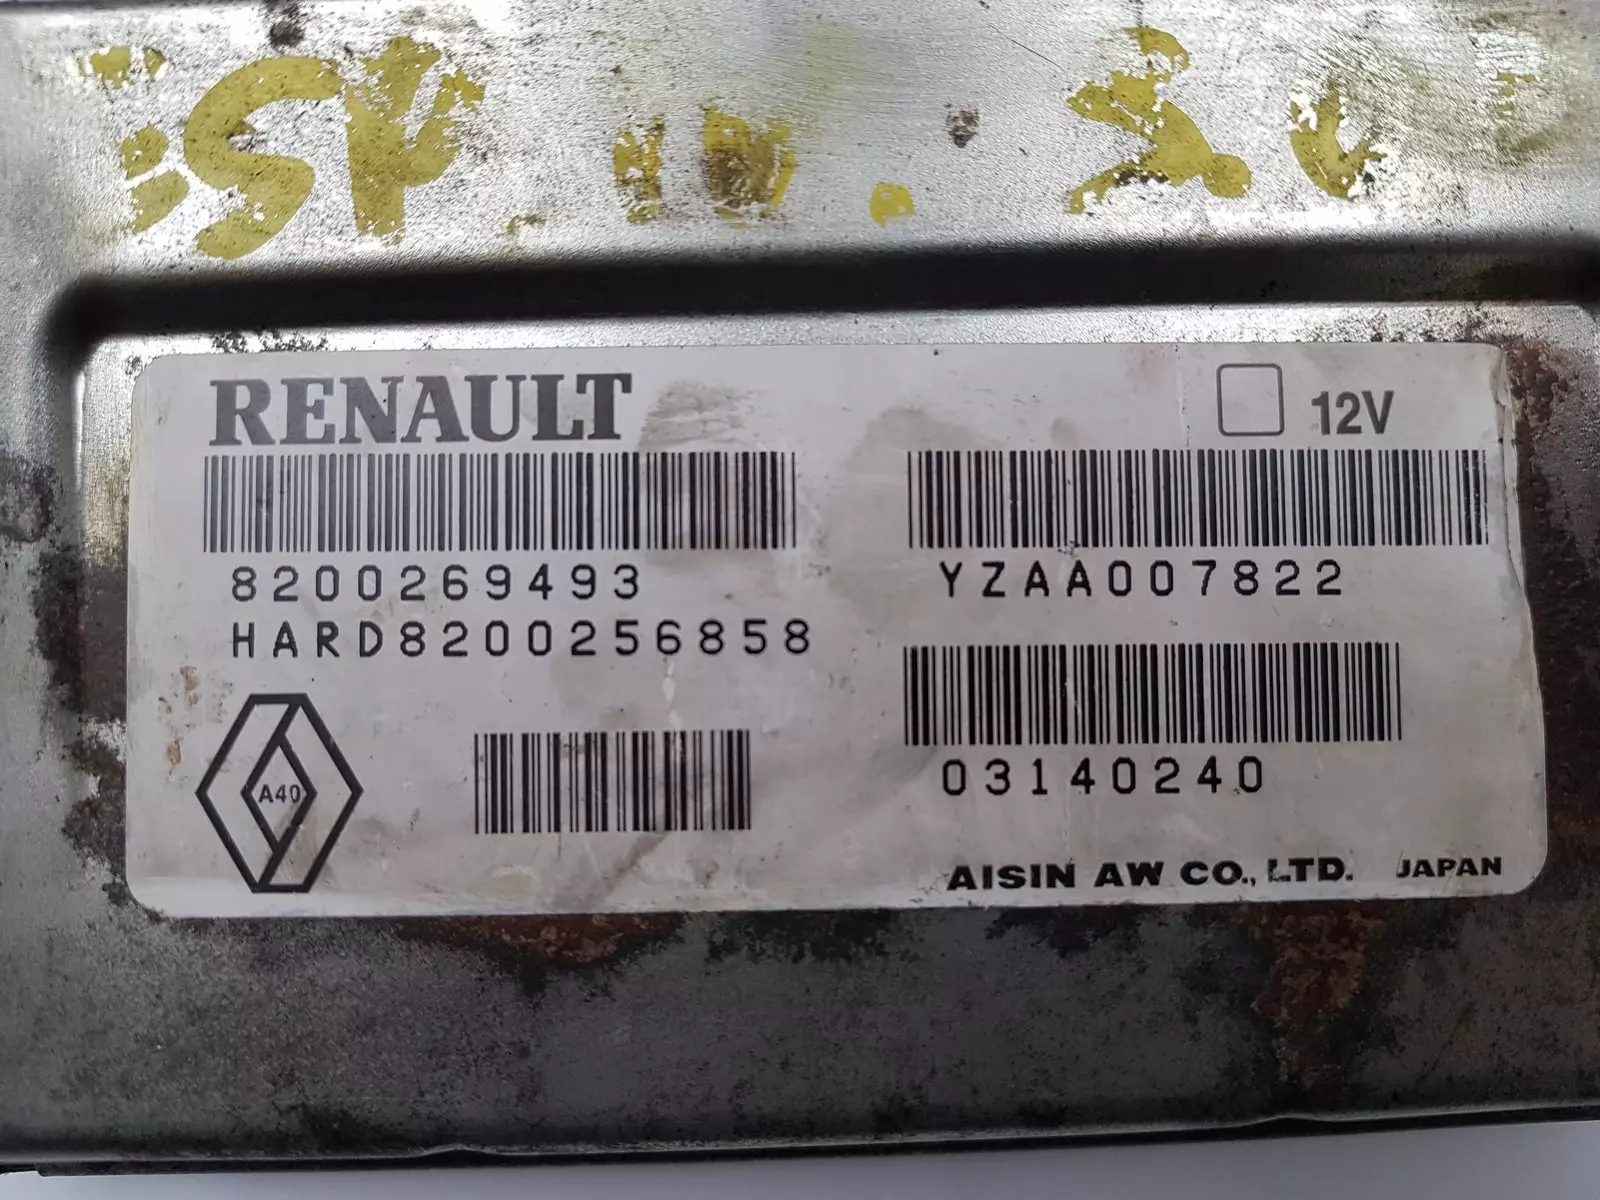 RENAULT
12V
8200269493
HARD8200256858
YZAA007822
03140240
A40
AISIN AW CO., LTD. JAPAN